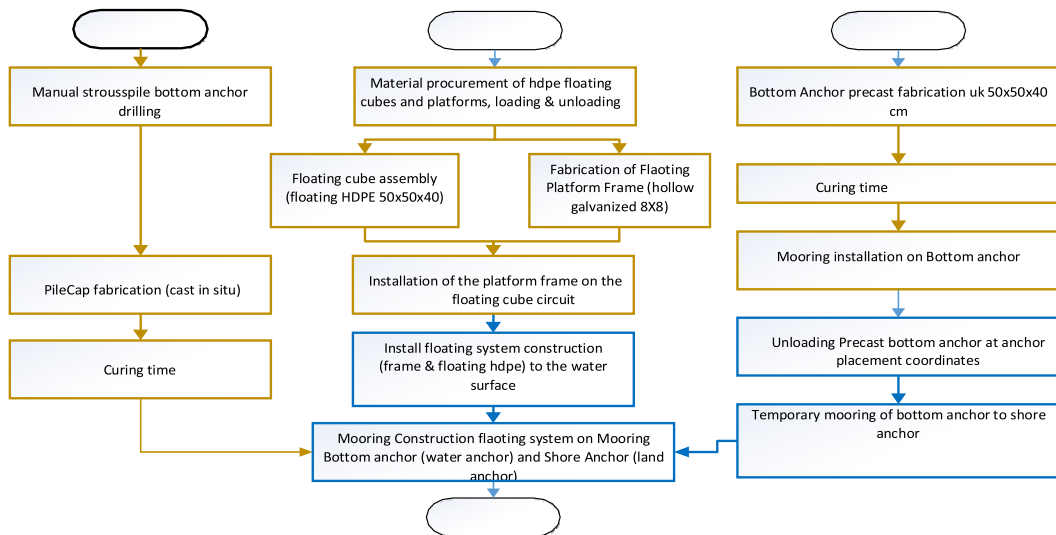 Manual strousspile bottom anchor
drilling
PileCap fabrication (cast in situ)
Curing time
Material procurement of hdpe floating
cubes and platforms, loading & unloading
Floating cube assembly
(floating HDPE 50x50x40)
Fabrication of Flaoting
Platform Frame (hollow
galvanized 8X8)
Installation of the platform frame on the
floating cube circuit
Install floating system construction
(frame & floating hdpe) to the water
surface
Mooring Construction flaoting system on Mooring
Bottom anchor (water anchor) and Shore Anchor (land
anchor)
Bottom Anchor precast fabrication uk 50x50x40
cm
Curing time
Mooring installation on Bottom anchor
Unloading Precast bottom anchor at anchor
placement coordinates
Temporary mooring of bottom anchor to shore
anchor